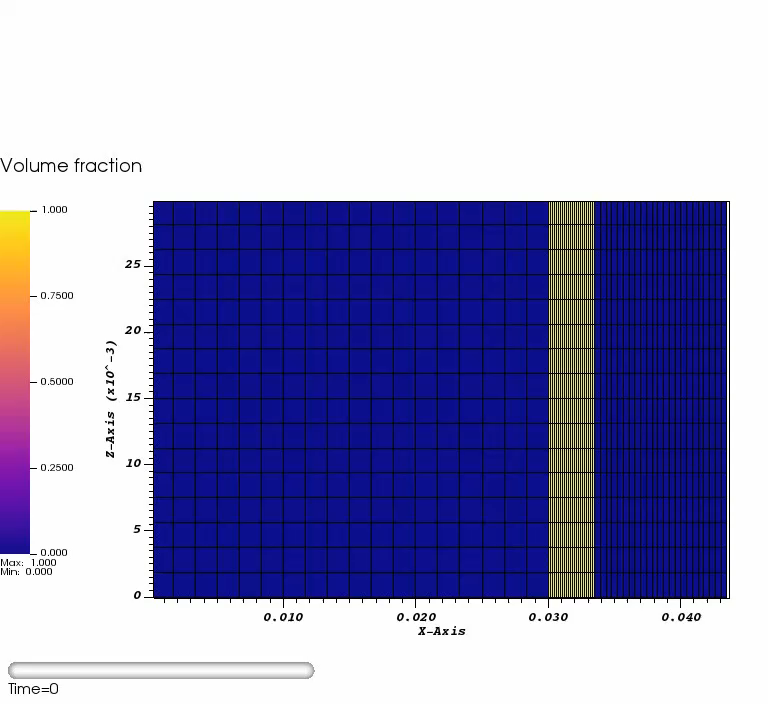 Volume fraction
1.000
0.7500
0.5000
0.2500
0.000
Max: 1.000
Min: 0.000
Z-Axis (x10^-3)
25
20
15
10
5
0
0.010 0.020 0.030 0.040
X-Axis
Time=0